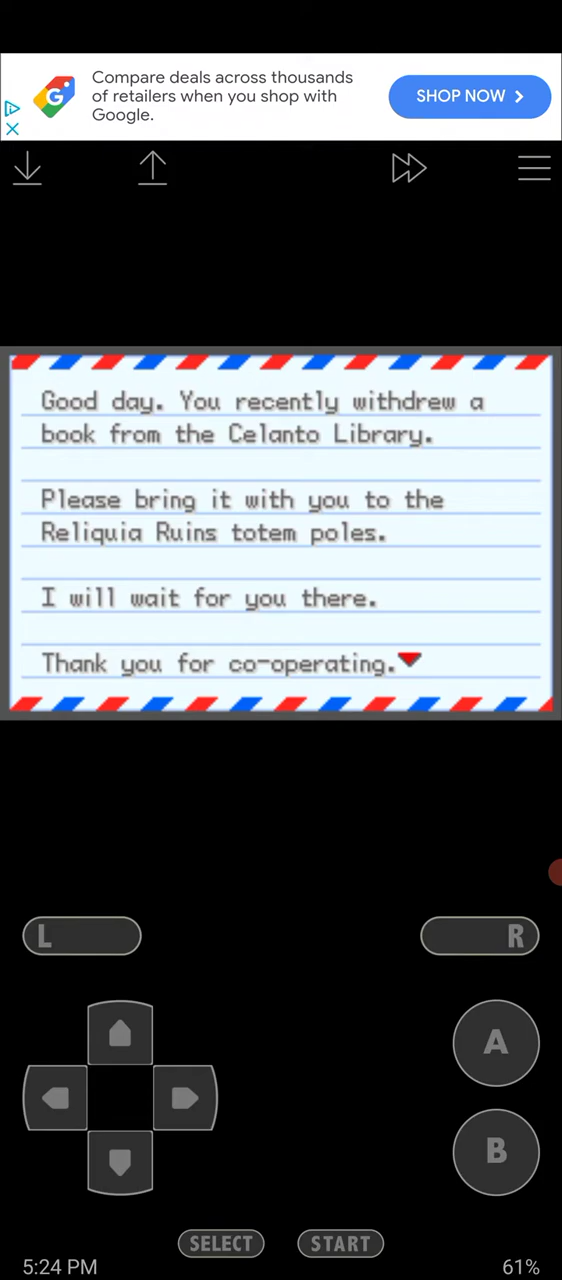 Compare deals across thousands
of retailers when you shop with
Google.
SHOP NOW
Good day. You recently withdrew a
book from the Celanto Library.
Please bring it with you to the
Reliquia Ruins totem poles.
I will wait for you there.
Thank you for co-operating.
L
R
A
B
SELECT
START
5:24 PM
61%